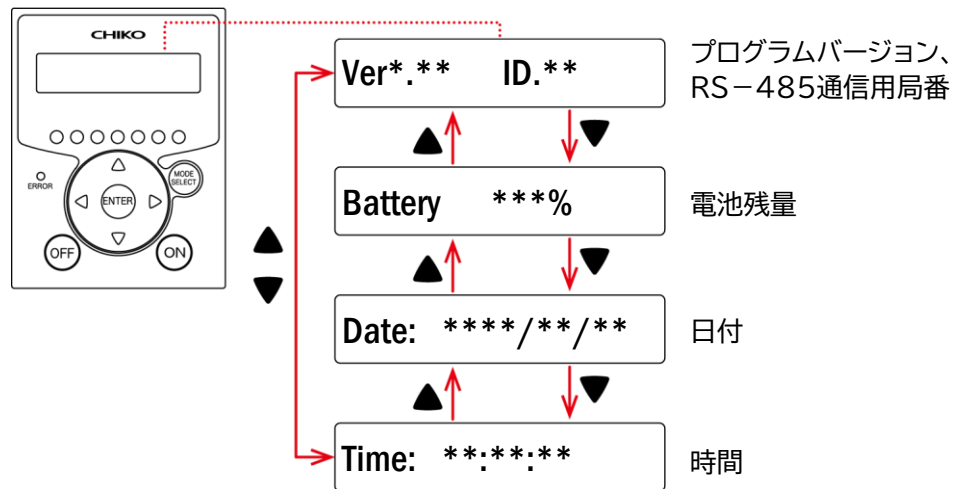 CHIKO
ERROR
MODE
SELECT
ENTER
OFF
ON
Ver*.** ID.**
プログラムバージョン、
RS－485通信用局番
Battery ***%
電池残量
Date: ****/**/**
日付
Time: **:**:**
時間